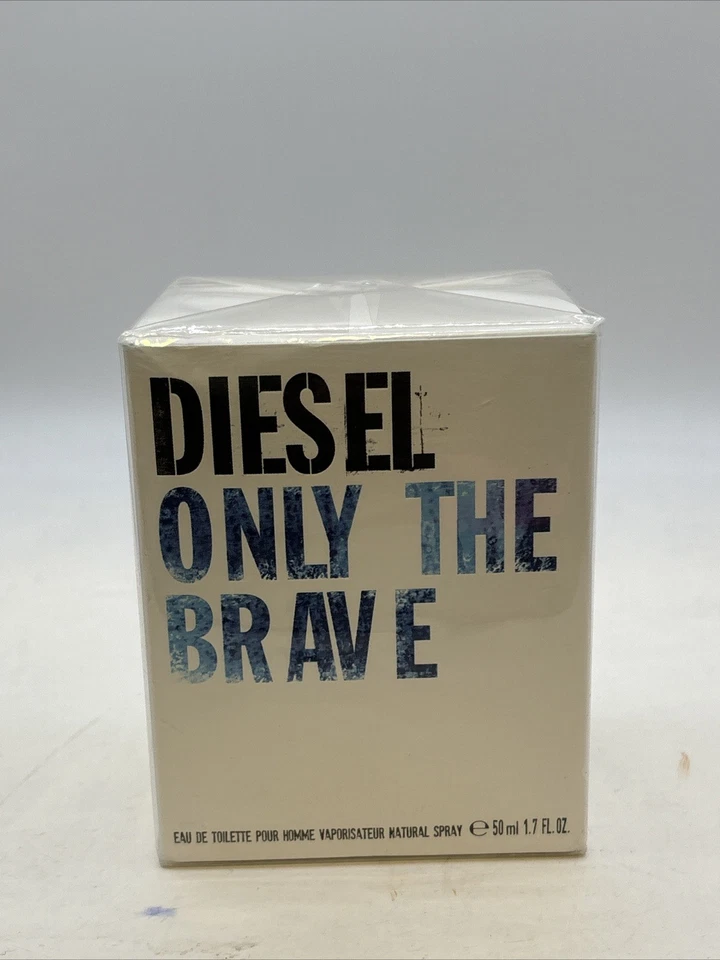 DIESEL
ONLY THE
BRAVE
EAU DE TOILETTE POUR HOMME VAPORISATEUR NATURAL SPRAY ℮ 50 ml 1.7 FL. OZ.